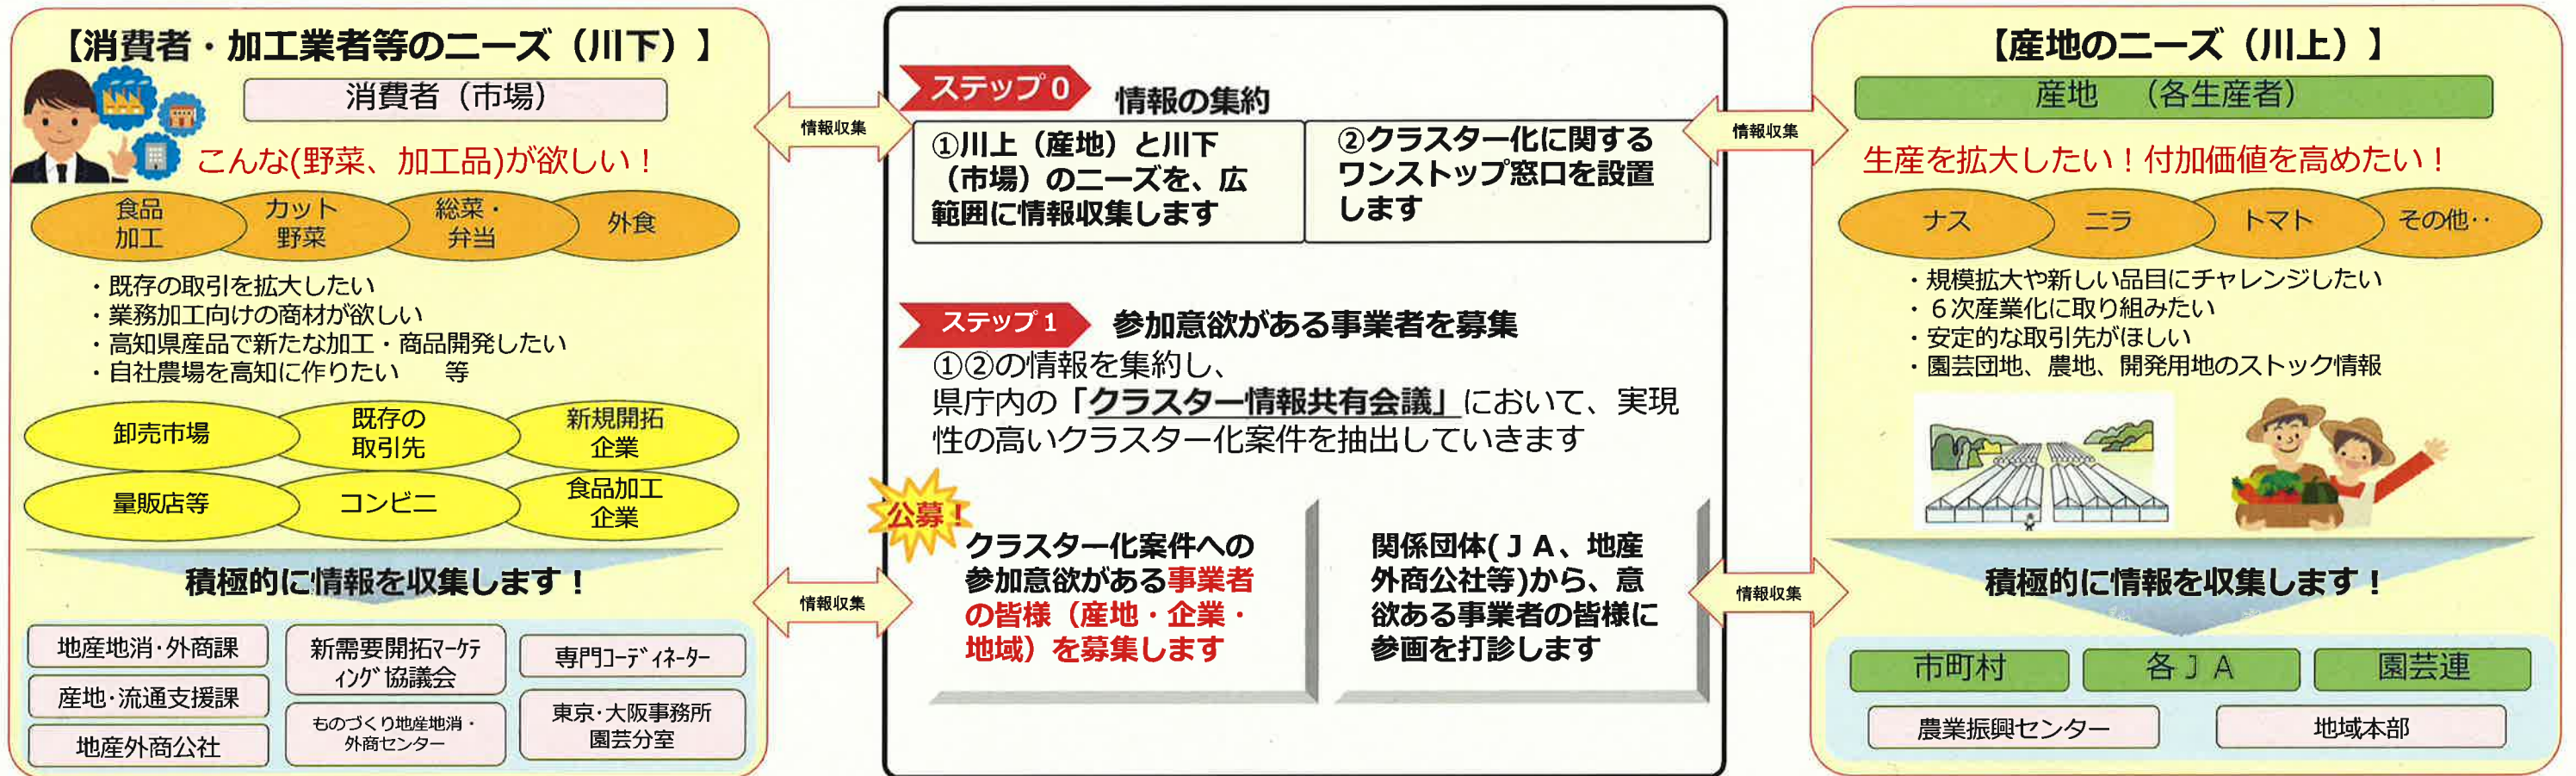 【消費者・加工業者等のニーズ（川下）】
消費者（市場）
こんな(野菜、加工品)が欲しい！
食品
加工
カット
野菜
総菜・
弁当
外食
・既存の取引を拡大したい
・業務加工向けの商材が欲しい
・高知県産品で新たな加工・商品開発したい
・自社農場を高知に作りたい　等
卸売市場
既存の
取引先
新規開拓
企業
量販店等
コンビニ
食品加工
企業
積極的に情報を収集します！
地産地消・外商課
産地・流通支援課
地産外商公社
新需要開拓ﾏｰｹﾃ
ｨﾝｸﾞ協議会
ものづくり地産地消・
外商センター
専門ｺｰﾃﾞｨﾈｰﾀｰ
東京・大阪事務所
園芸分室
情報収集
情報収集
ステップ０
情報の集約
①川上（産地）と川下
（市場）のニーズを、広
範囲に情報収集します
②クラスター化に関する
ワンストップ窓口を設置
します
ステップ１
参加意欲がある事業者を募集
①②の情報を集約し、
県庁内の「クラスター情報共有会議」において、実現
性の高いクラスター化案件を抽出していきます
公募！
クラスター化案件への
参加意欲がある事業者
の皆様（産地・企業・
地域）を募集します
関係団体(ＪＡ、地産
外商公社等)から、意
欲ある事業者の皆様に
参画を打診します
情報収集
情報収集
【産地のニーズ（川上）】
産地　（各生産者）
生産を拡大したい！付加価値を高めたい！
ナス
ニラ
トマト
その他‥
・規模拡大や新しい品目にチャレンジしたい
・６次産業化に取り組みたい
・安定的な取引先がほしい
・園芸団地、農地、開発用地のストック情報
積極的に情報を収集します！
市町村
各ＪＡ
園芸連
農業振興センター
地域本部